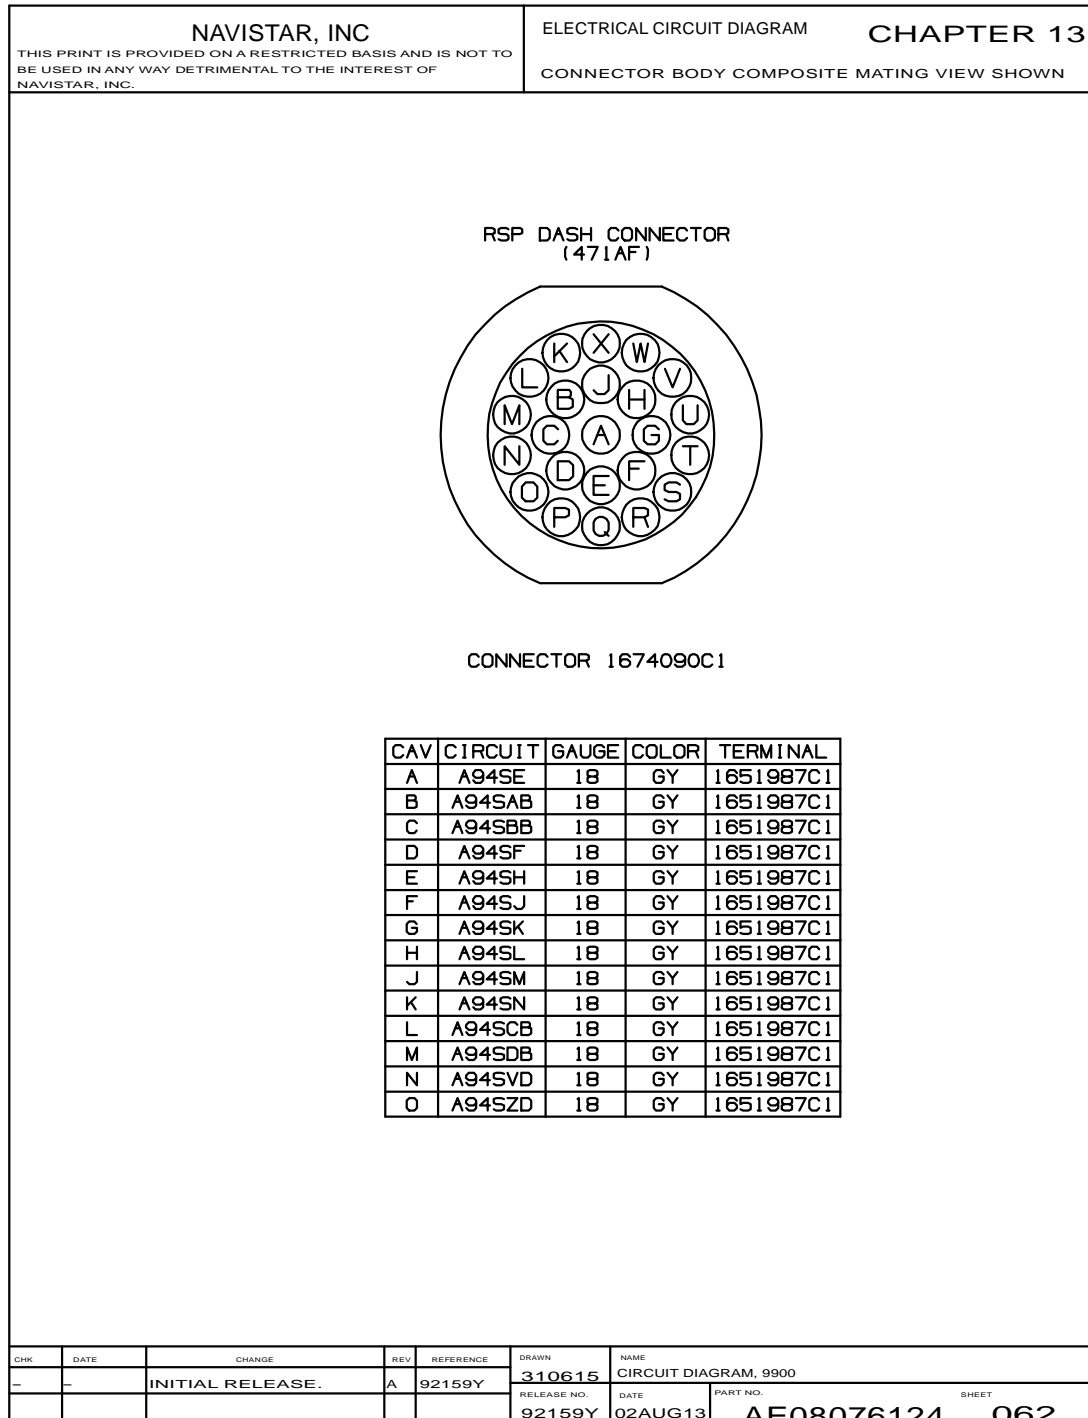 NAVISTAR, INC
THIS PRINT IS PROVIDED ON A RESTRICTED BASIS AND IS NOT TO
BE USED IN ANY WAY DETRIMENTAL TO THE INTEREST OF
NAVISTAR, INC.
ELECTRICAL CIRCUIT DIAGRAM CHAPTER 13
CONNECTOR BODY COMPOSITE MATING VIEW SHOWN
RSP DASH CONNECTOR
(471AF)
X
K W
L J V
B H
M U
C A G
N T
D F
O E S
P R
Q
CONNECTOR 1674090C1
CAV CIRCUIT GAUGE COLOR TERMINAL
A A94SE 18 GY 1651987C1
B A94SAB 18 GY 1651987C1
C A94SBB 18 GY 1651987C1
D A94SF 18 GY 1651987C1
E A94SH 18 GY 1651987C1
F A94SJ 18 GY 1651987C1
G A94SK 18 GY 1651987C1
H A94SL 18 GY 1651987C1
J A94SM 18 GY 1651987C1
K A94SN 18 GY 1651987C1
L A94SCB 18 GY 1651987C1
M A94SDB 18 GY 1651987C1
N A94SVD 18 GY 1651987C1
O A94SZD 18 GY 1651987C1
CHK DATE CHANGE REV REFERENCE
– – INITIAL RELEASE. A 92159Y
DRAWN NAME
310615 CIRCUIT DIAGRAM, 9900
RELEASE NO. DATE PART NO. SHEET
92159Y 02AUG13 AE08076124 062